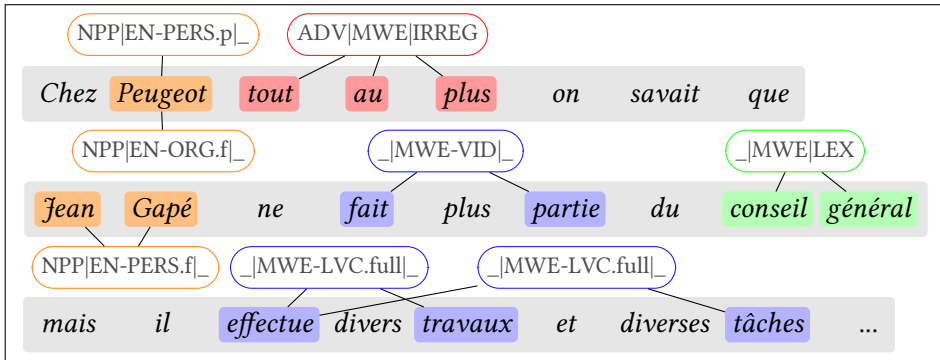 NPP|EN-PERS.p|_ ADV|MWE|IRREG
Chez Peugeot tout au plus on savait que
NPP|EN-ORG.f|_ _|MWE-VID|_ _|MWE|LEX
Jean Gapé ne fait plus partie du conseil général
NPP|EN-PERS.f|_ _|MWE-LVC.full|_ _|MWE-LVC.full|_
mais il effectue divers travaux et diverses tâches ...